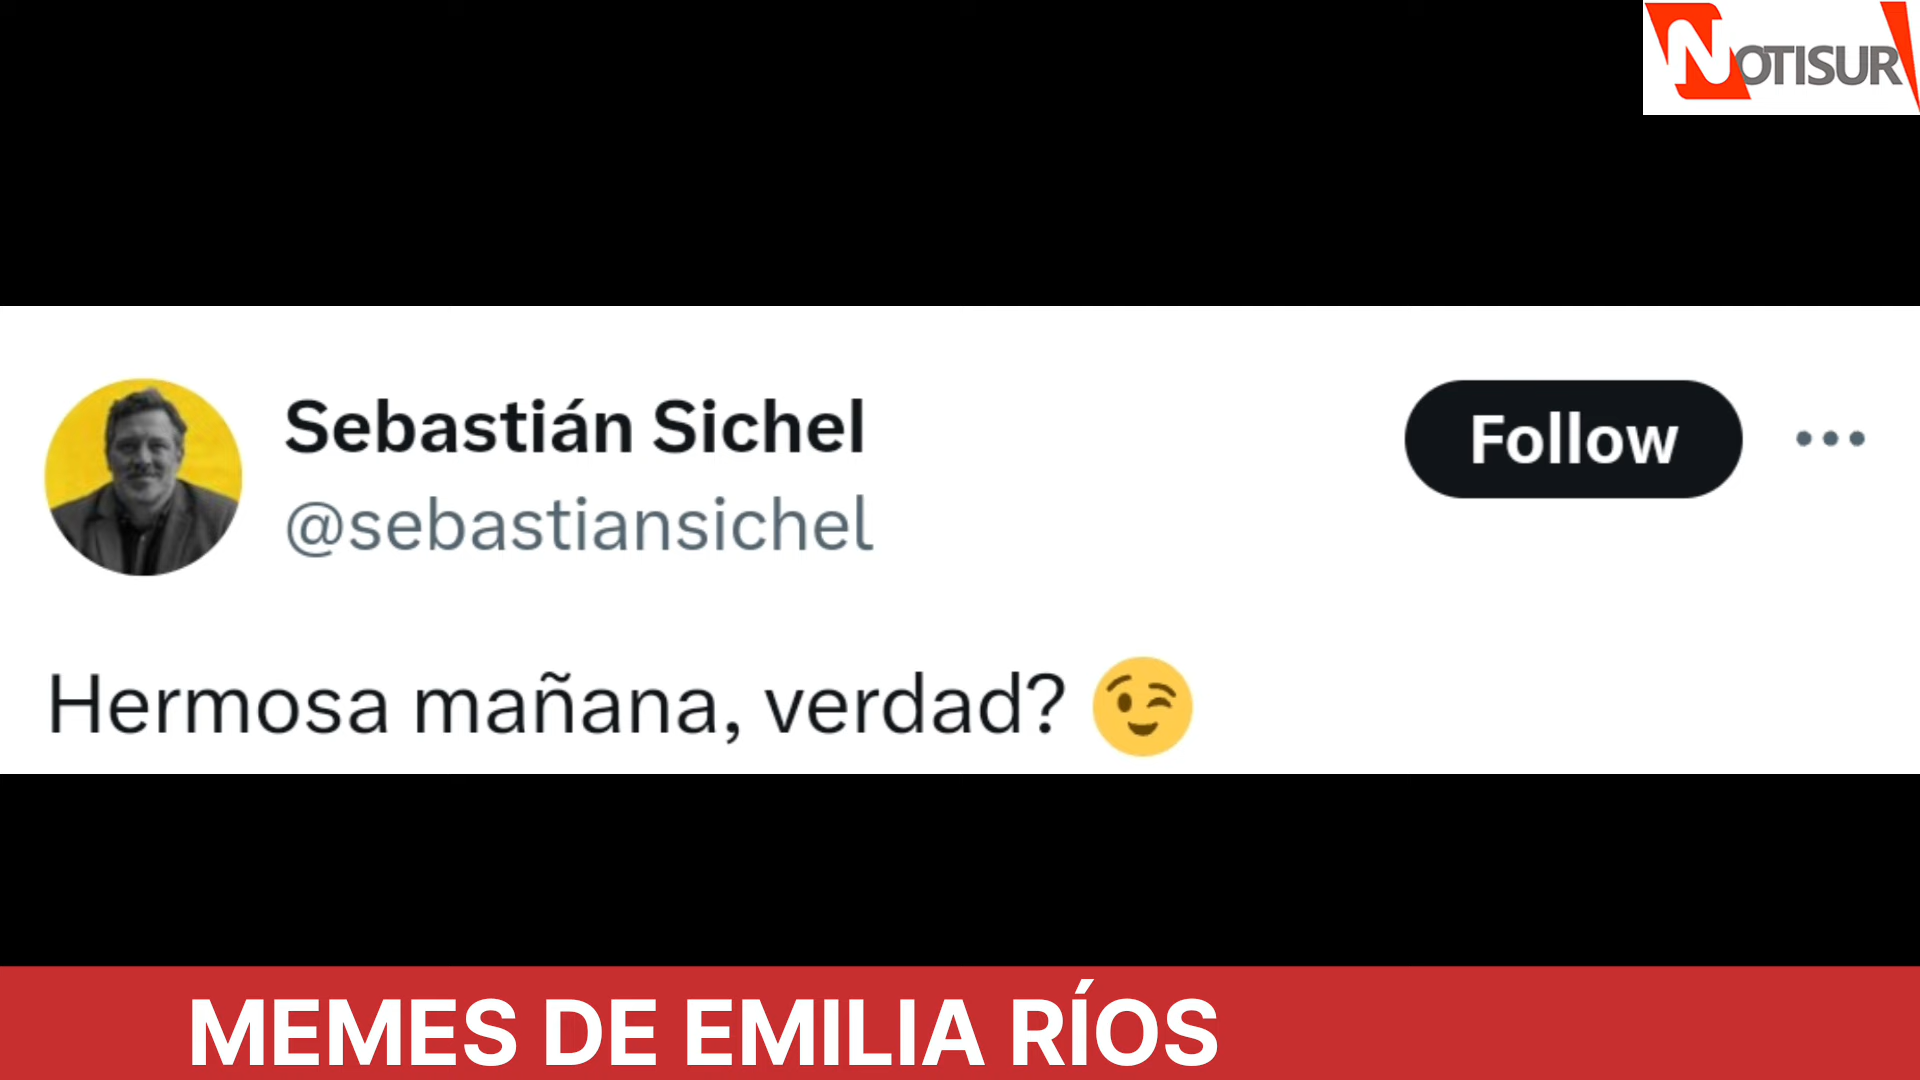 NOTISUR
Sebastián Sichel
Follow
@sebastiansichel
Hermosa mañana, verdad? 😉
MEMES DE EMILIA RÍOS